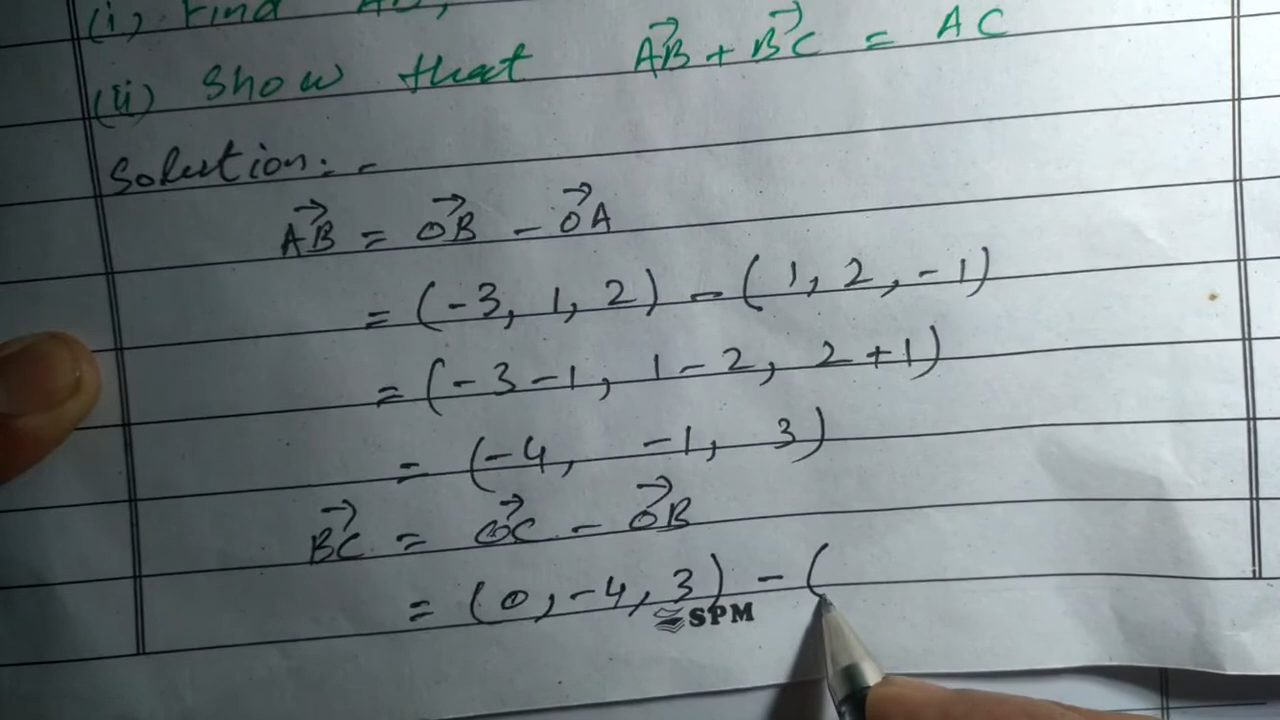 (i) Find
(ii) Show that AB + BC = AC
Solution:-
AB = OB - OA
= (-3, 1, 2) - (1, 2, -1)
= (-3-1, 1-2, 2+1)
= (-4, -1, 3)
BC = OC - OB
= (0, -4, 3) - (
SPM